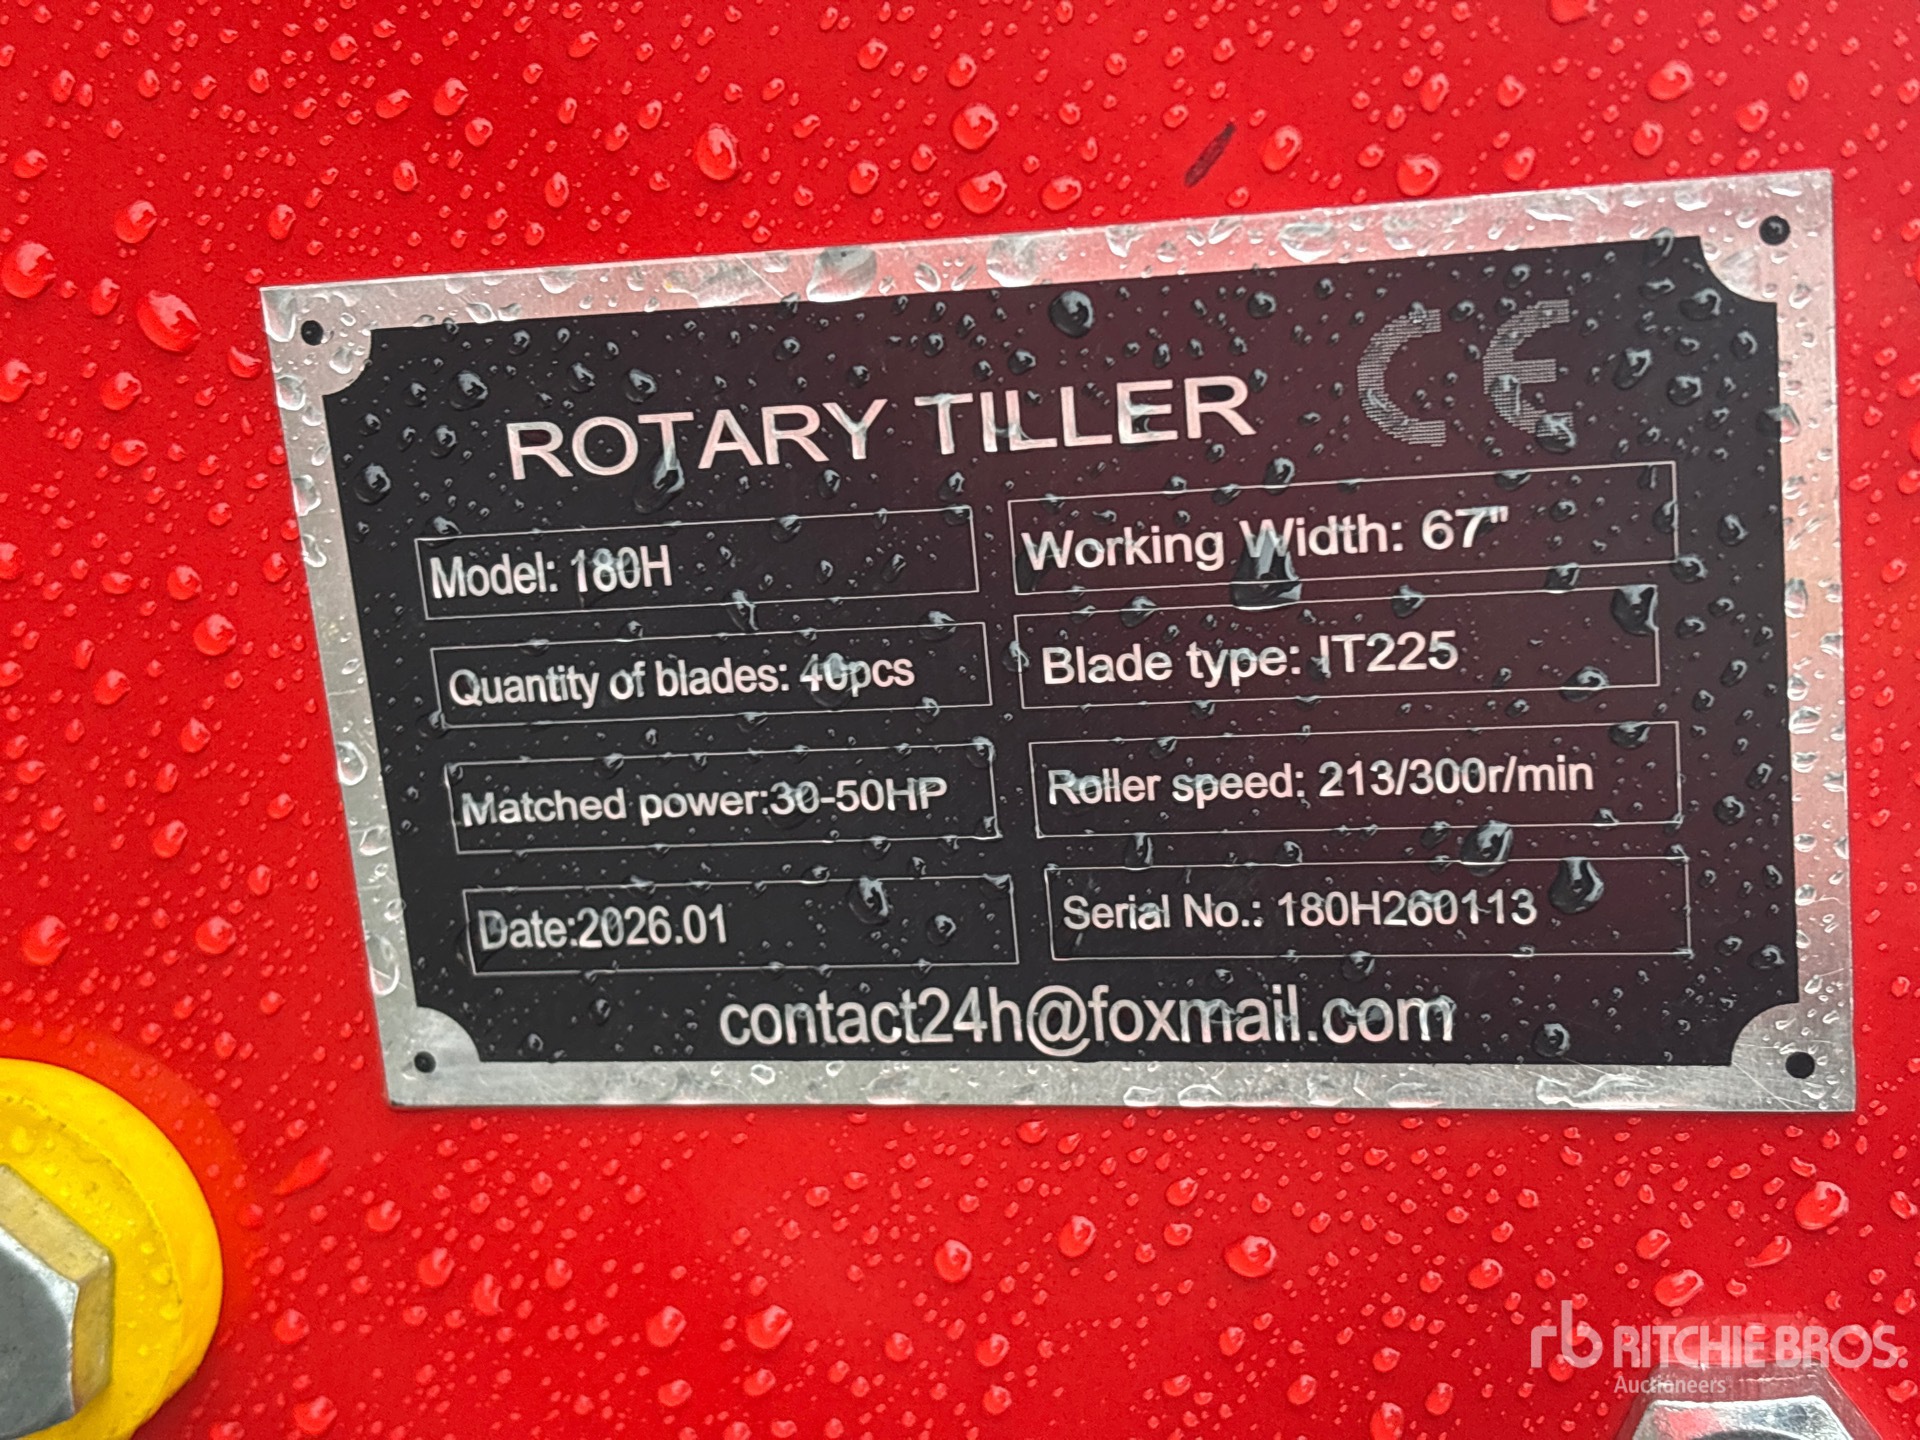 CE
ROTARY TILLER
Model: 180H
Working Width: 67"
Quantity of blades: 40pcs
Blade type: IT225
Matched power:30-50HP
Roller speed: 213/300r/min
Date:2026.01
Serial No.: 180H260113
contact24h@foxmail.com
rb RITCHIE BROS.
Auctioneers